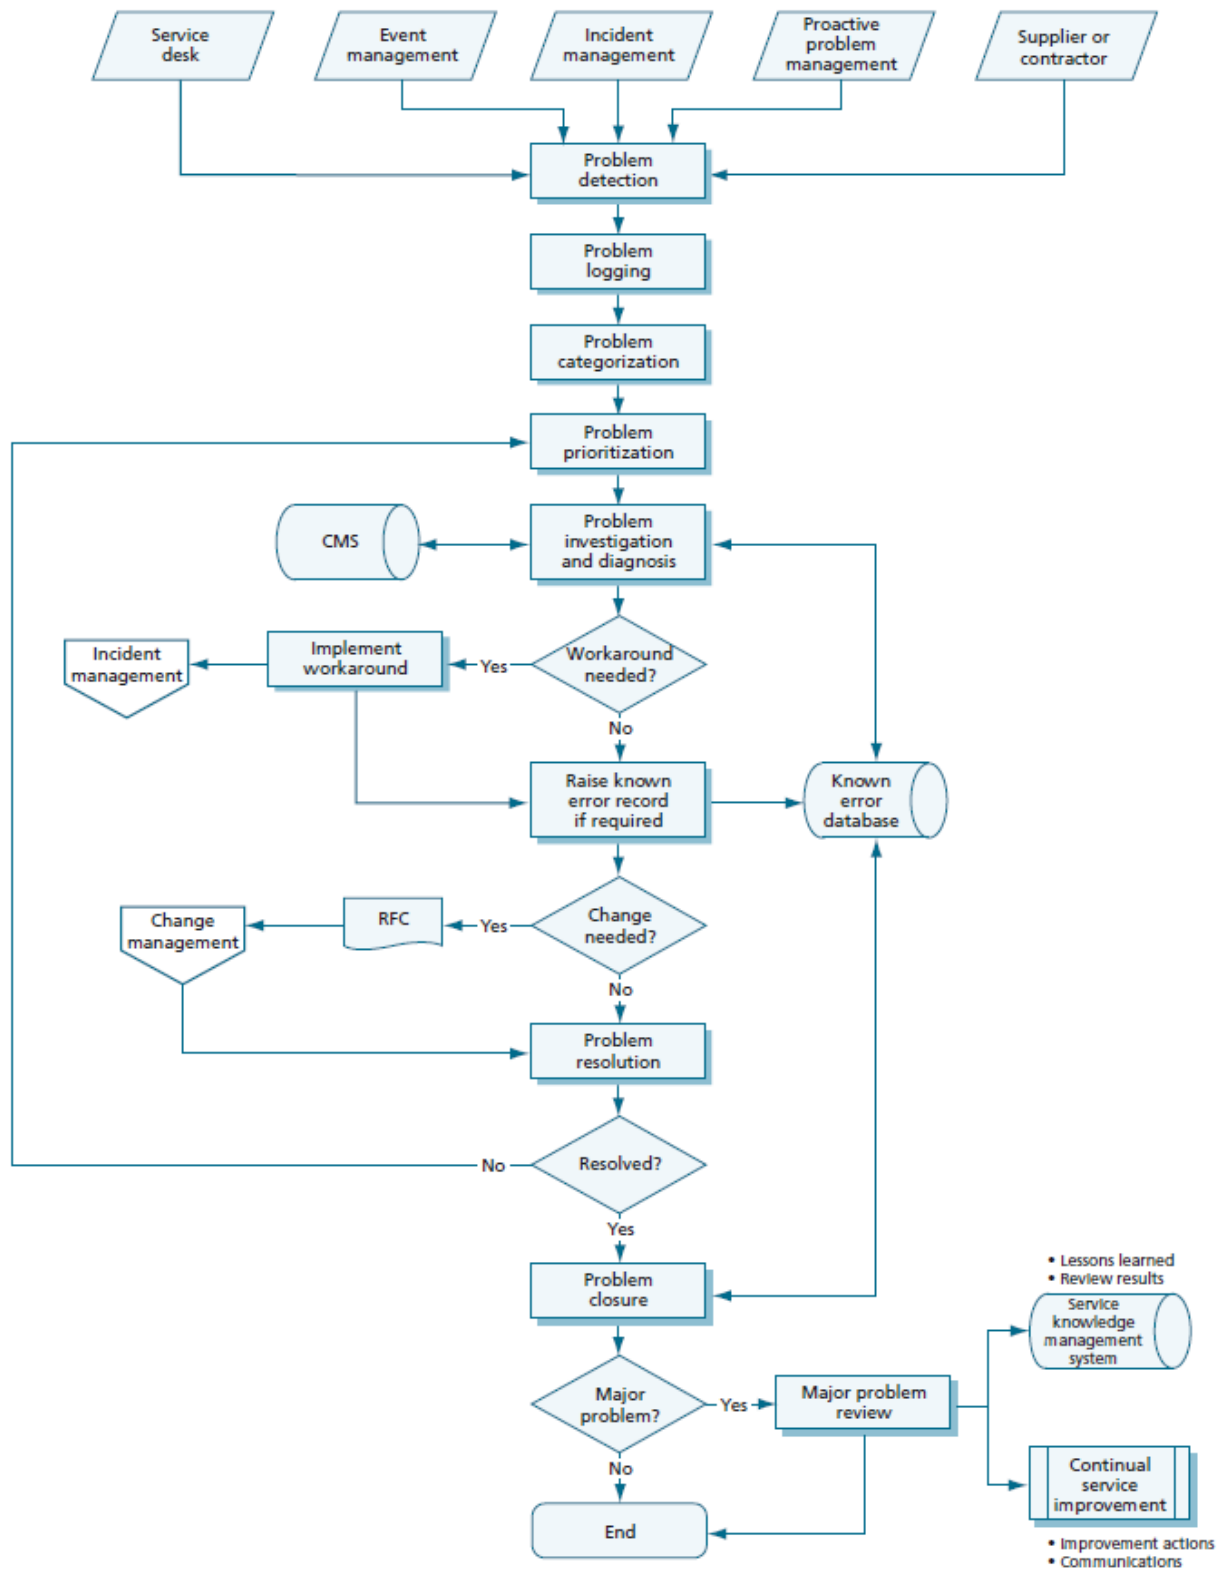 Service
desk
Event
management
Incident
management
Proactive
problem
management
Supplier or
contractor
Problem
detection
Problem
logging
Problem
categorization
Problem
prioritization
CMS
Problem
investigation
and diagnosis
Incident
management
Implement
workaround
Yes
Workaround
needed?
No
Raise known
error record
if required
Known
error
database
Change
management
RFC
Yes
Change
needed?
No
Problem
resolution
No
Resolved?
Yes
Problem
closure
• Lessons learned
• Review results
Service
knowledge
management
system
Major
problem?
Yes
Major problem
review
No
Continual
service
improvement
End
• Improvement actions
• Communications